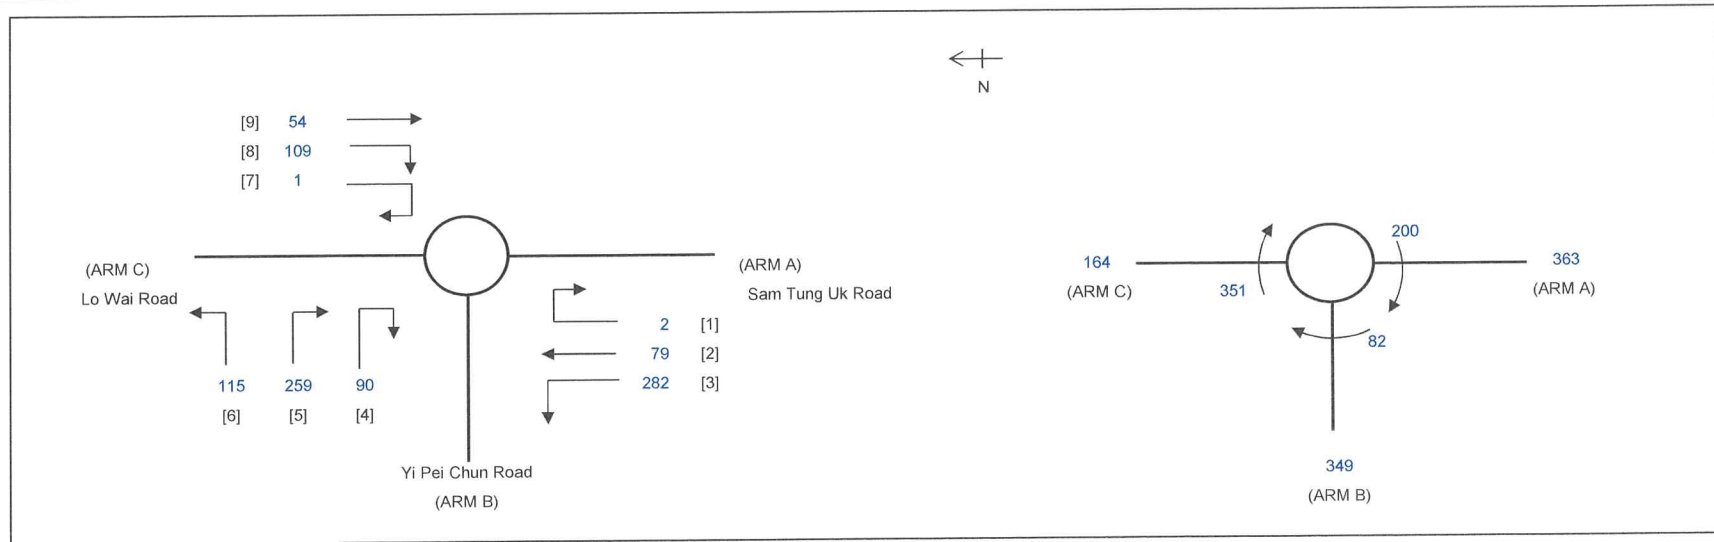 N
[9] 54
[8] 109
[7] 1
(ARM C)
Lo Wai Road
(ARM A)
Sam Tung Uk Road
2 [1]
79 [2]
282 [3]
115 259 90
[6] [5] [4]
Yi Pei Chun Road
(ARM B)
200
164
(ARM C)
363
(ARM A)
351
82
349
(ARM B)